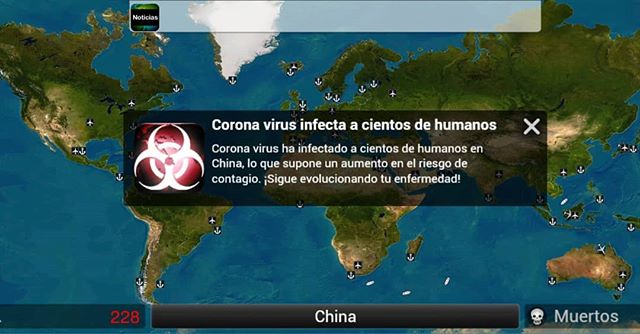 Noticias
Corona virus infecta a cientos de humanos
Corona virus ha infectado a cientos de humanos en
China, lo que supone un aumento en el riesgo de
contagio. ¡Sigue evolucionando tu enfermedad!
228
China
Muertos